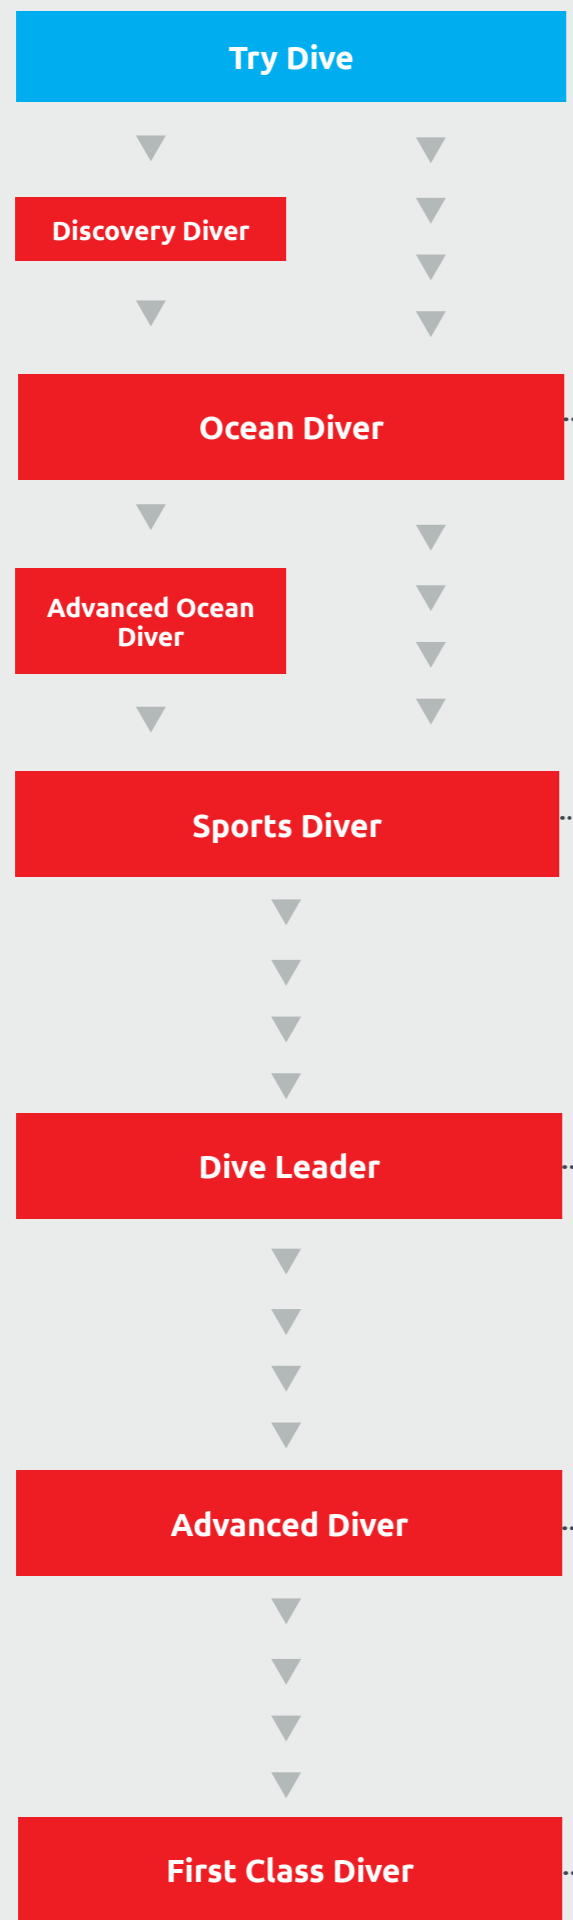 Try Dive
Discovery Diver
Ocean Diver
Advanced Ocean
Diver
Sports Diver
Dive Leader
Advanced Diver
First Class Diver